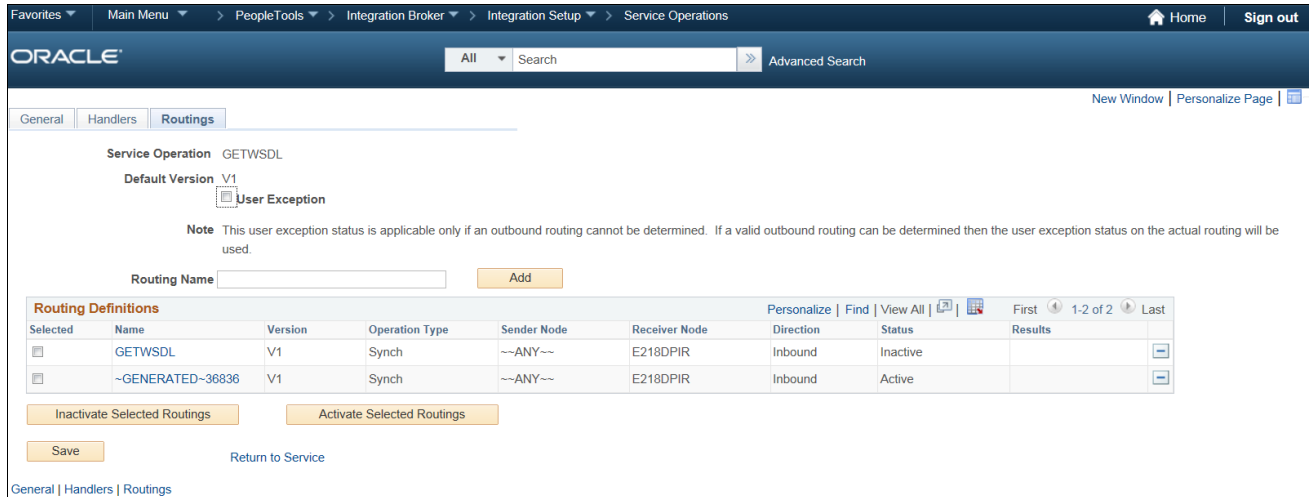 Favorites Main Menu > PeopleTools > Integration Broker > Integration Setup > Service Operations Home Sign out
ORACLE All Search Advanced Search
New Window | Personalize Page |
General Handlers Routings
Service Operation GETWSDL
Default Version V1
User Exception
Note This user exception status is applicable only if an outbound routing cannot be determined. If a valid outbound routing can be determined then the user exception status on the actual routing will be
used.
Routing Name Add
Routing Definitions Personalize | Find | View All | | First 1-2 of 2 Last
Selected Name Version Operation Type Sender Node Receiver Node Direction Status Results
GETWSDL V1 Synch ~~ANY~~ E218DPIR Inbound Inactive
~GENERATED~36836 V1 Synch ~~ANY~~ E218DPIR Inbound Active
Inactivate Selected Routings Activate Selected Routings
Save Return to Service
General | Handlers | Routings